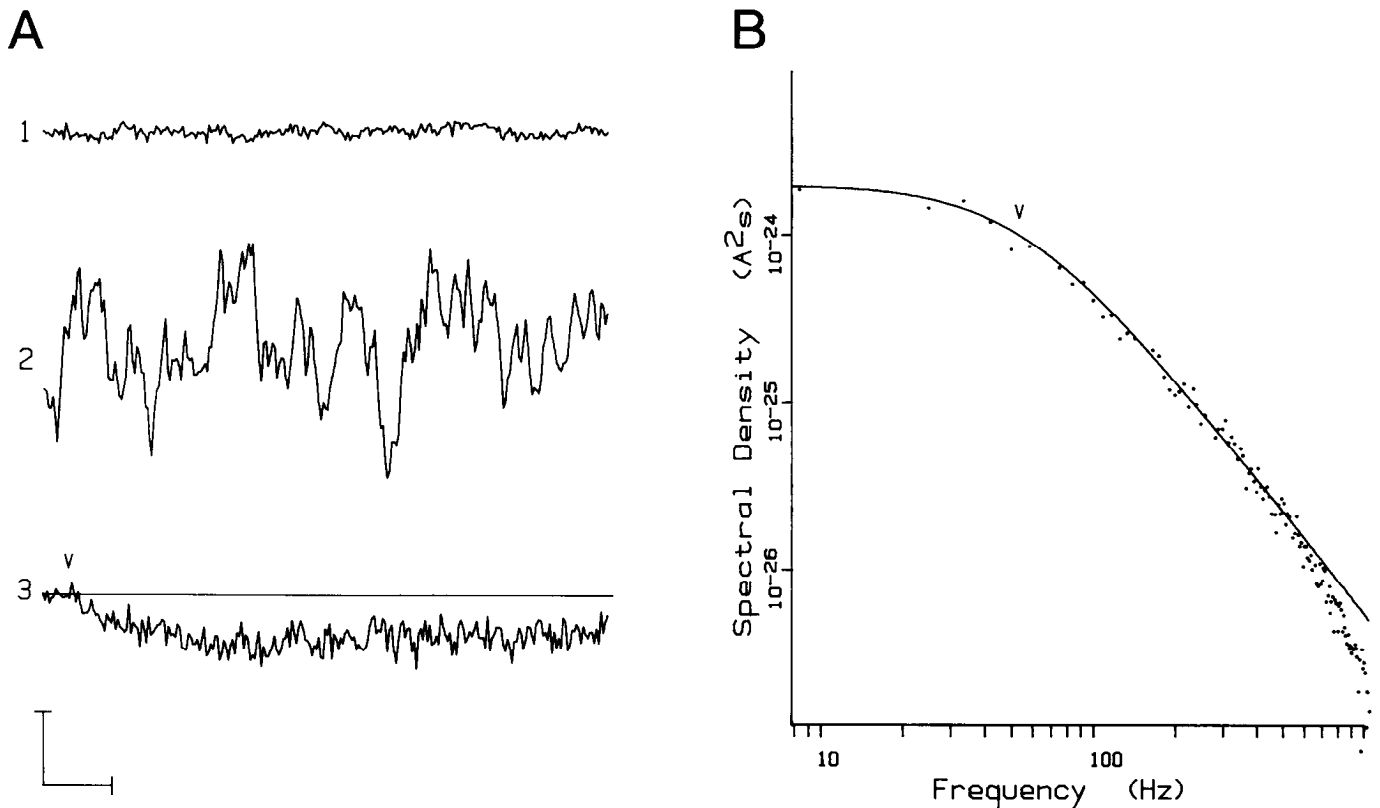 A
1
2
V
3
B
V
Spectral Density (A²s)
10⁻²⁴
10⁻²⁵
10⁻²⁶
10
100
Frequency (Hz)